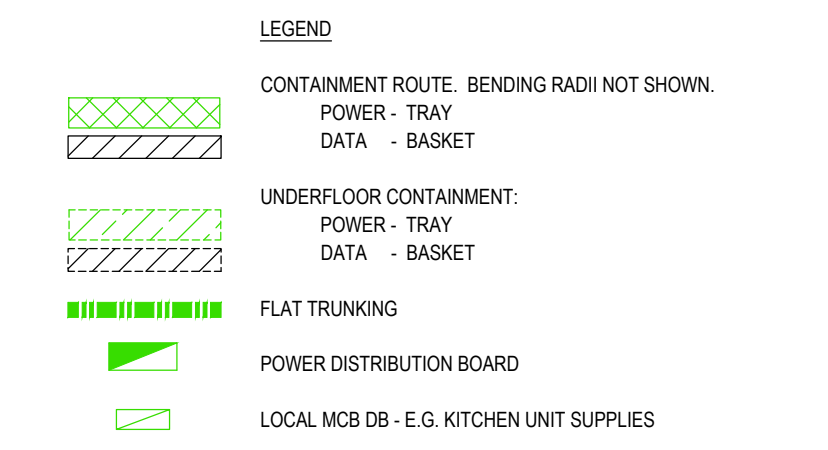 LEGEND
CONTAINMENT ROUTE. BENDING RADII NOT SHOWN.
POWER - TRAY
DATA - BASKET
UNDERFLOOR CONTAINMENT:
POWER - TRAY
DATA - BASKET
FLAT TRUNKING
POWER DISTRIBUTION BOARD
LOCAL MCB DB - E.G. KITCHEN UNIT SUPPLIES